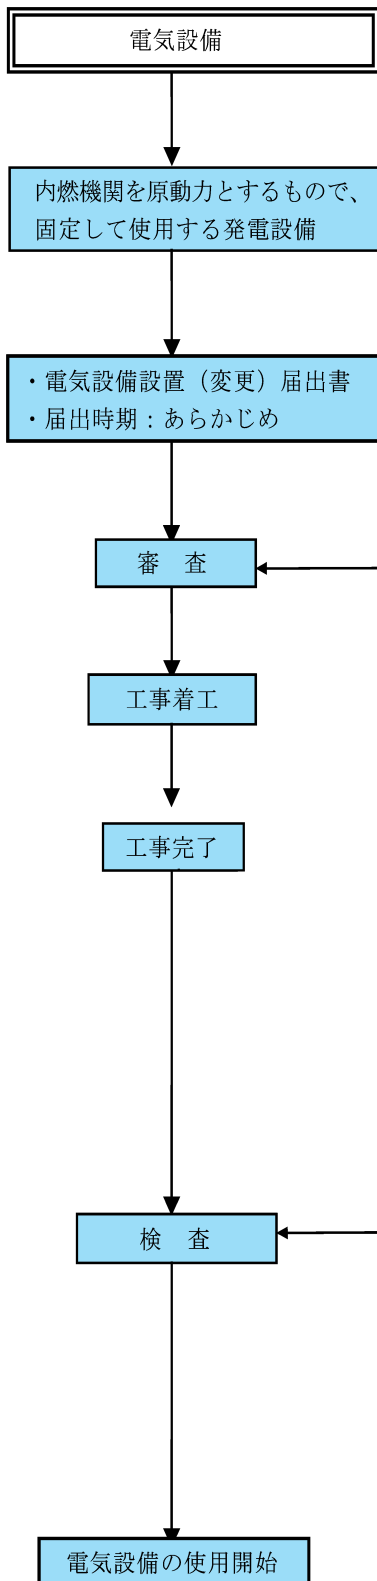 電気設備
内燃機関を原動力とするもので、
固定して使用する発電設備
・電気設備設置（変更）届出書
・届出時期：あらかじめ
審　査
工事着工
工事完了
検　査
電気設備の使用開始